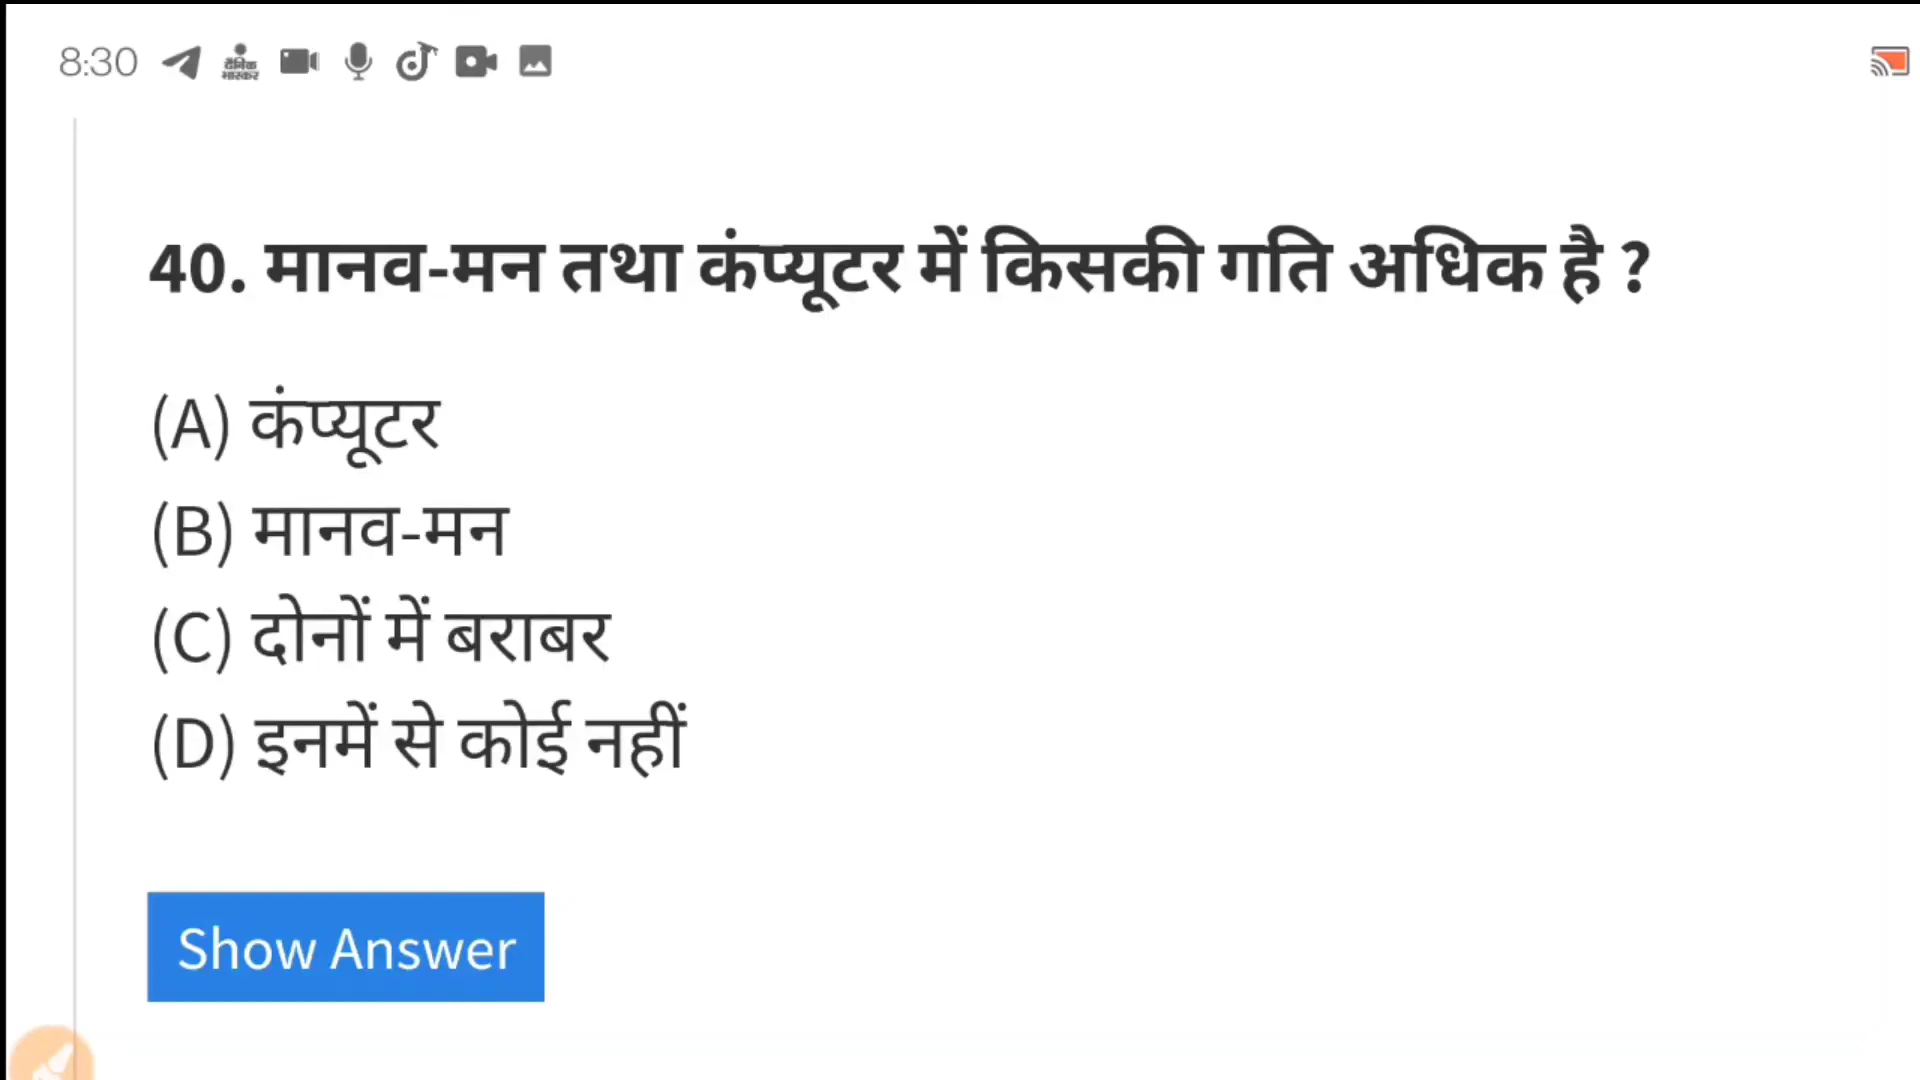 8:30 दैनिक भास्कर
40. मानव-मन तथा कंप्यूटर में किसकी गति अधिक है ?
(A) कंप्यूटर
(B) मानव-मन
(C) दोनों में बराबर
(D) इनमें से कोई नहीं
Show Answer